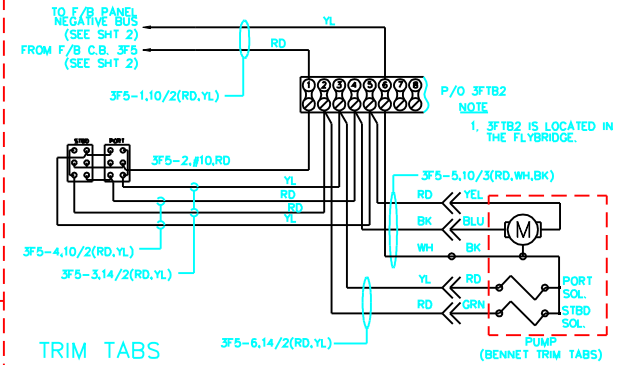 TO F/B PANEL
NEGATIVE BUS
(SEE SHT 2)
YL
FROM F/B C.B. 3F5
(SEE SHT 2)
RD
3F5-1,10/2(RD,YL)
1 2 3 4 5 6 7 8
P/O 3FTB2
NOTE
1. 3FTB2 IS LOCATED IN
THE FLYBRIDGE.
STBD PORT
3F5-2,#10,RD
YL
RD
RD
YL
3F5-4,10/2(RD,YL)
3F5-3,14/2(RD,YL)
3F5-5,10/3(RD,WH,BK)
RD YEL
BK BLU
M
WH BK
YL RD
PORT
SOL.
RD GRN
STBD
SOL.
3F5-6,14/2(RD,YL)
PUMP
(BENNET TRIM TABS)
TRIM TABS